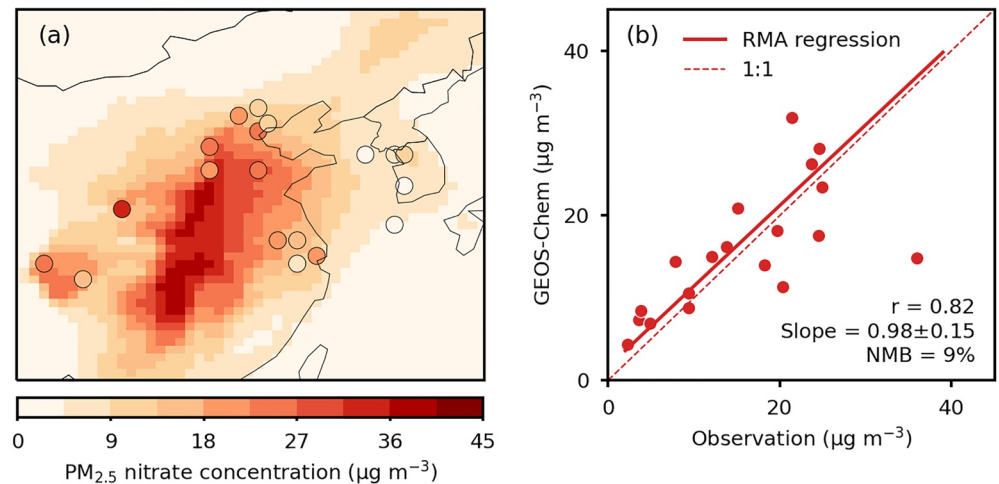 (a)
0 9 18 27 36 45
PM₂.₅ nitrate concentration (μg m⁻³)
(b)
RMA regression
1:1
40
20
0
GEOS-Chem (μg m⁻³)
r = 0.82
Slope = 0.98±0.15
NMB = 9%
0 20 40
Observation (μg m⁻³)